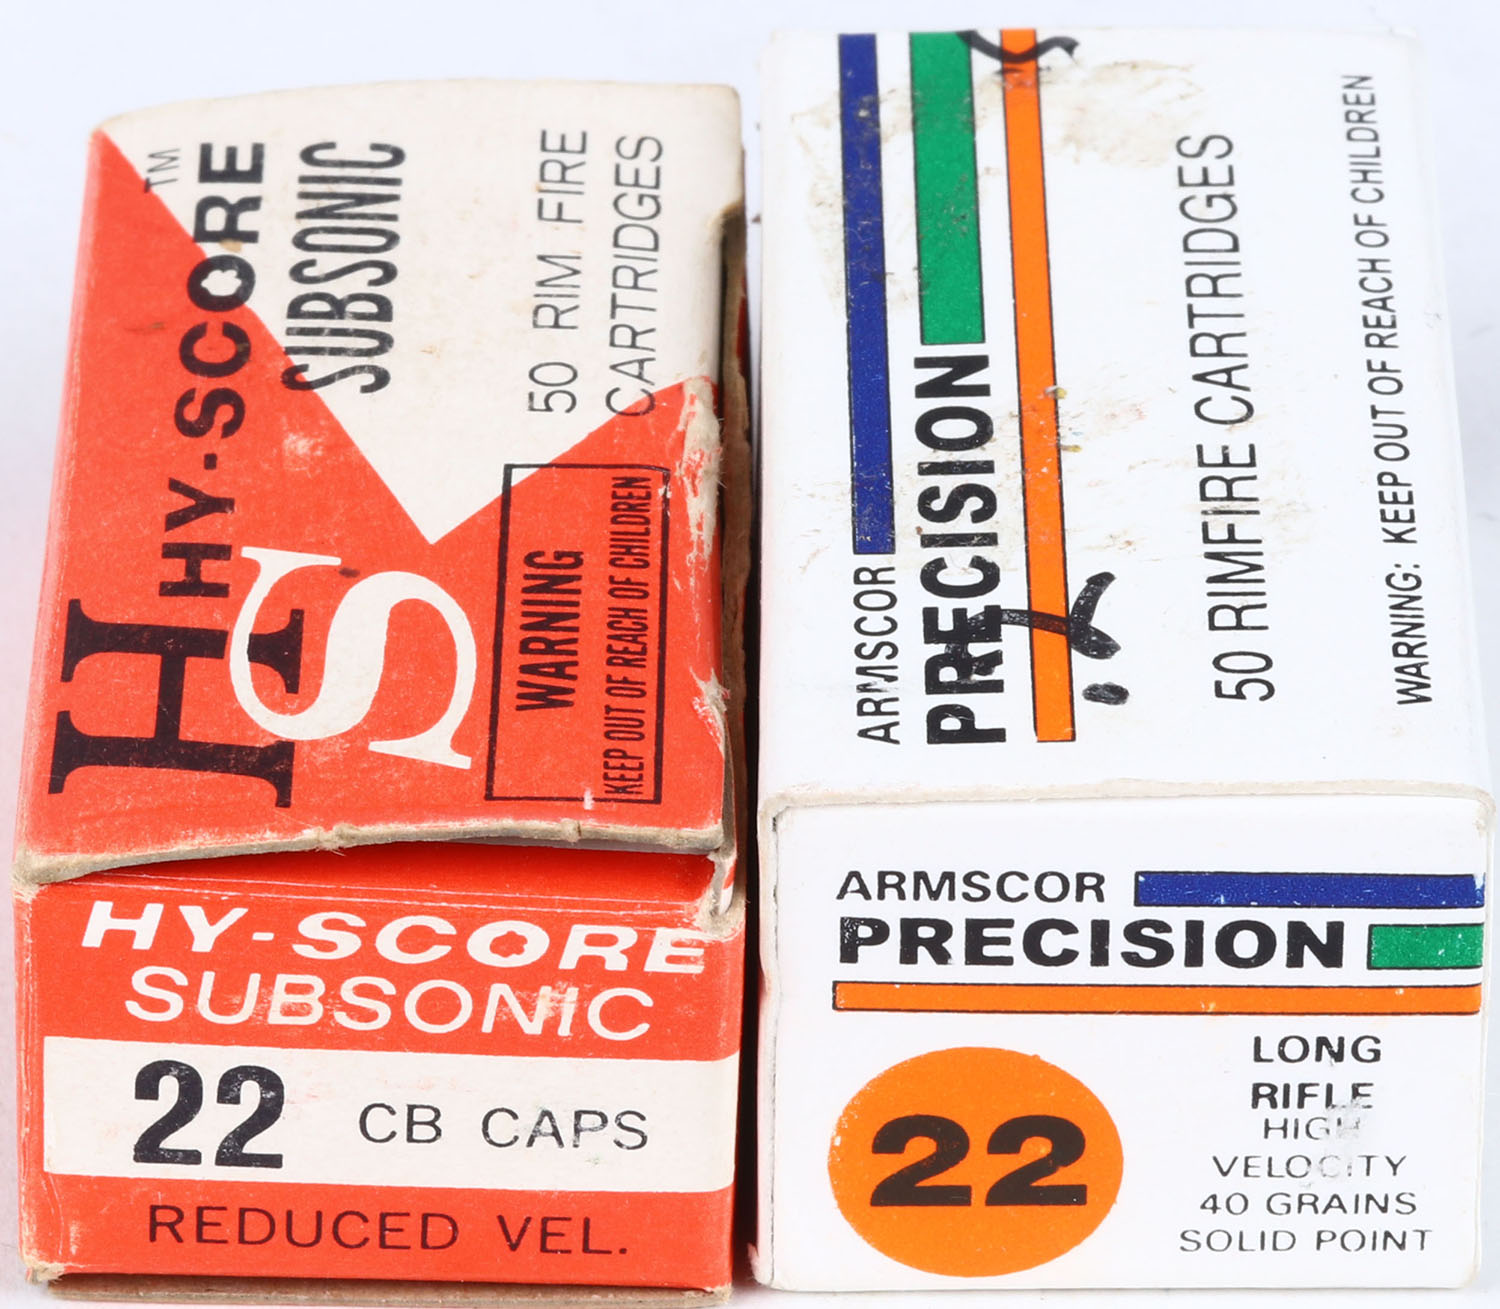 HY-SCORE™
SUBSONIC
50 RIM FIRE
CARTRIDGES
HS
WARNING
KEEP OUT OF REACH OF CHILDREN
HY-SCORE
SUBSONIC
22 CB CAPS
REDUCED VEL.
ARMSCOR
PRECISION
50 RIMFIRE CARTRIDGES
WARNING: KEEP OUT OF REACH OF CHILDREN
ARMSCOR
PRECISION
22
LONG
RIFLE
HIGH
VELOCITY
40 GRAINS
SOLID POINT